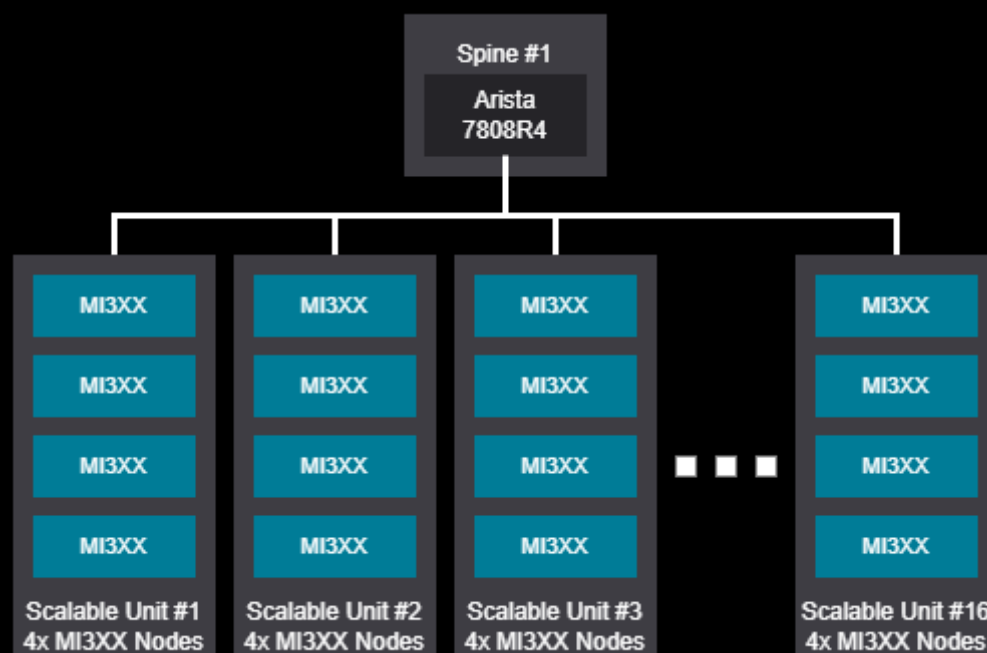 Spine #1
Arista
7808R4
MI3XX
MI3XX
MI3XX
MI3XX
Scalable Unit #1
4x MI3XX Nodes
MI3XX
MI3XX
MI3XX
MI3XX
Scalable Unit #2
4x MI3XX Nodes
MI3XX
MI3XX
MI3XX
MI3XX
Scalable Unit #3
4x MI3XX Nodes
MI3XX
MI3XX
MI3XX
MI3XX
Scalable Unit #16
4x MI3XX Nodes